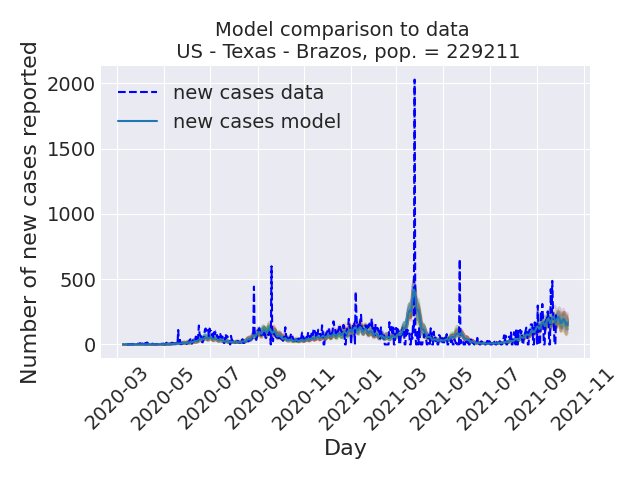 Model comparison to data
US - Texas - Brazos, pop. = 229211
Number of new cases reported
2000
1500
1000
500
0
new cases data
new cases model
2020-03
2020-05
2020-07
2020-09
2020-11
2021-01
2021-03
2021-05
2021-07
2021-09
2021-11
Day